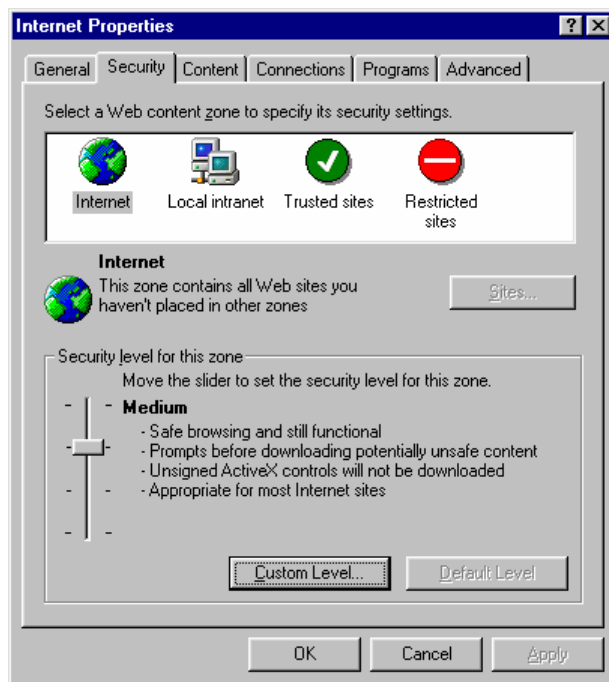 Internet Properties
General Security Content Connections Programs Advanced
Select a Web content zone to specify its security settings.
Internet Local intranet Trusted sites Restricted
sites
Internet
This zone contains all Web sites you
haven't placed in other zones
Sites...
Security level for this zone
Move the slider to set the security level for this zone.
Medium
- Safe browsing and still functional
- Prompts before downloading potentially unsafe content
- Unsigned ActiveX controls will not be downloaded
- Appropriate for most Internet sites
Custom Level... Default Level
OK Cancel Apply